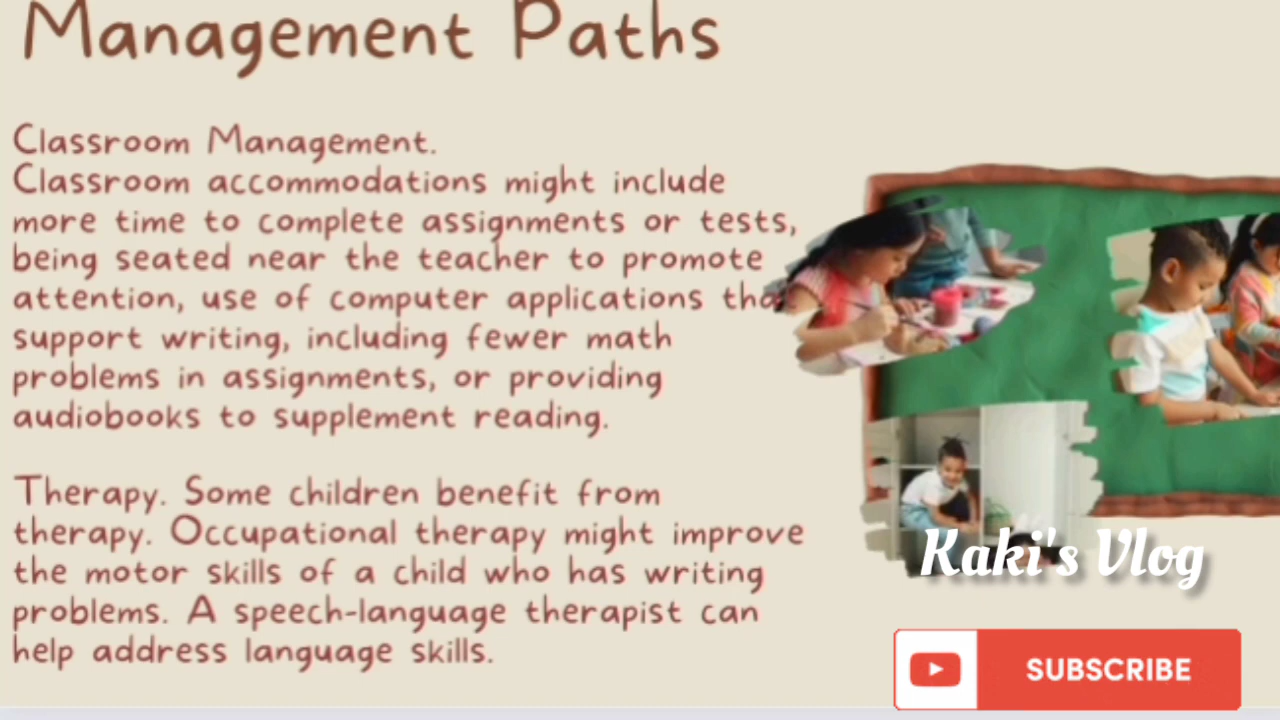 Management Paths
Classroom Management.
Classroom accommodations might include
more time to complete assignments or tests,
being seated near the teacher to promote
attention, use of computer applications that
support writing, including fewer math
problems in assignments, or providing
audiobooks to supplement reading.
Therapy. Some children benefit from
therapy. Occupational therapy might improve
the motor skills of a child who has writing
problems. A speech-language therapist can
help address language skills.
Kaki's Vlog
SUBSCRIBE